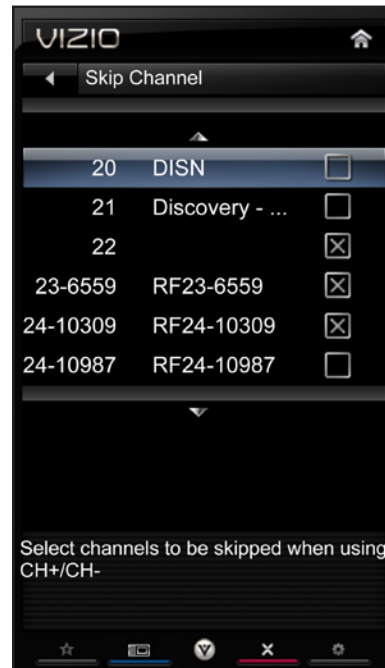 VIZIO
Skip Channel
20 DISN
21 Discovery - ...
22
23-6559 RF23-6559
24-10309 RF24-10309
24-10987 RF24-10987
Select channels to be skipped when using
CH+/CH-
V